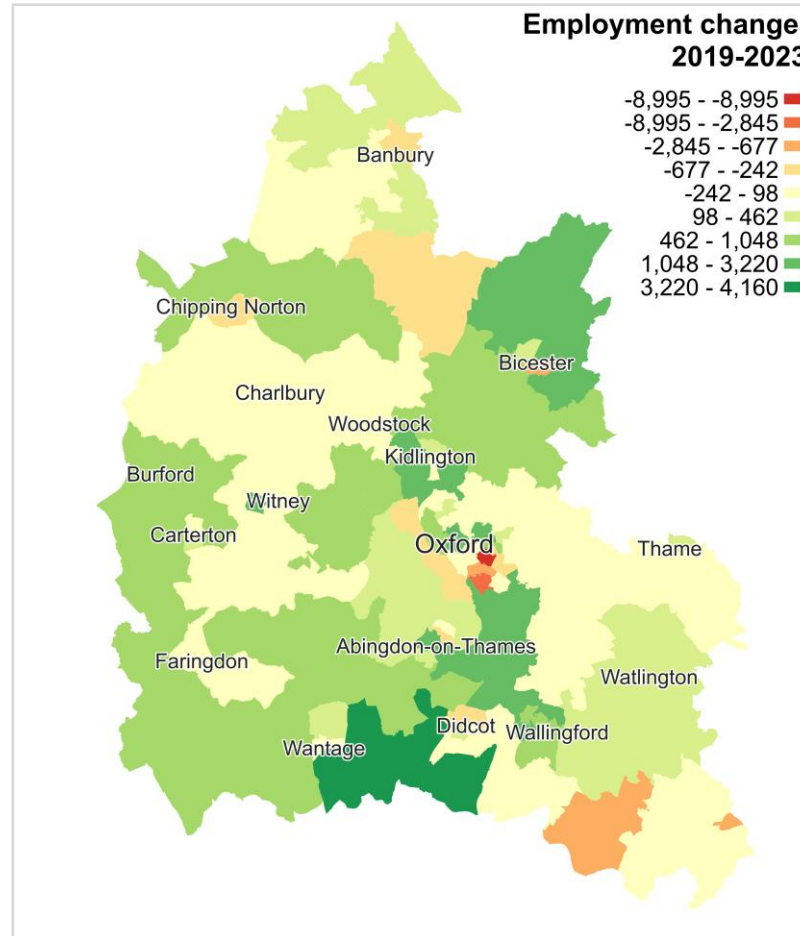 Employment change
2019-2023
-8,995 - -8,995
-8,995 - -2,845
-2,845 - -677
-677 - -242
-242 - 98
98 - 462
462 - 1,048
1,048 - 3,220
3,220 - 4,160
Banbury
Chipping Norton
Bicester
Charlbury
Woodstock
Kidlington
Burford
Witney
Carterton
Oxford
Thame
Abingdon-on-Thames
Faringdon
Watlington
Didcot
Wallingford
Wantage